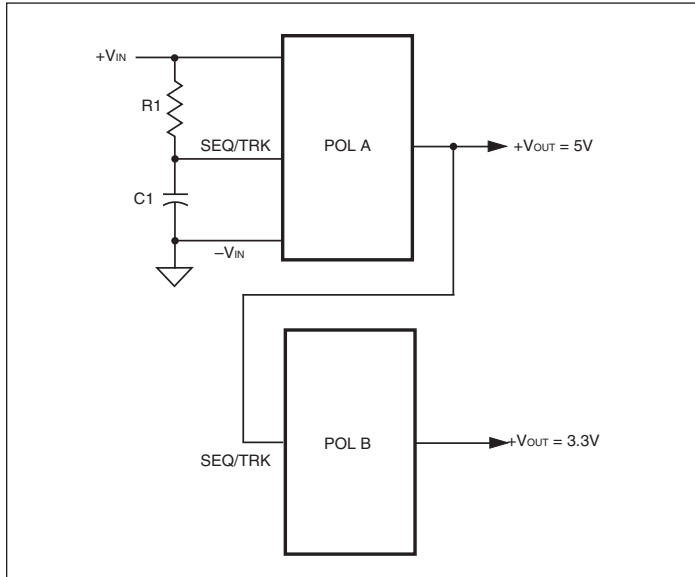 +VIN
R1
SEQ/TRK
POL A
+VOUT = 5V
C1
–VIN
POL B
+VOUT = 3.3V
SEQ/TRK